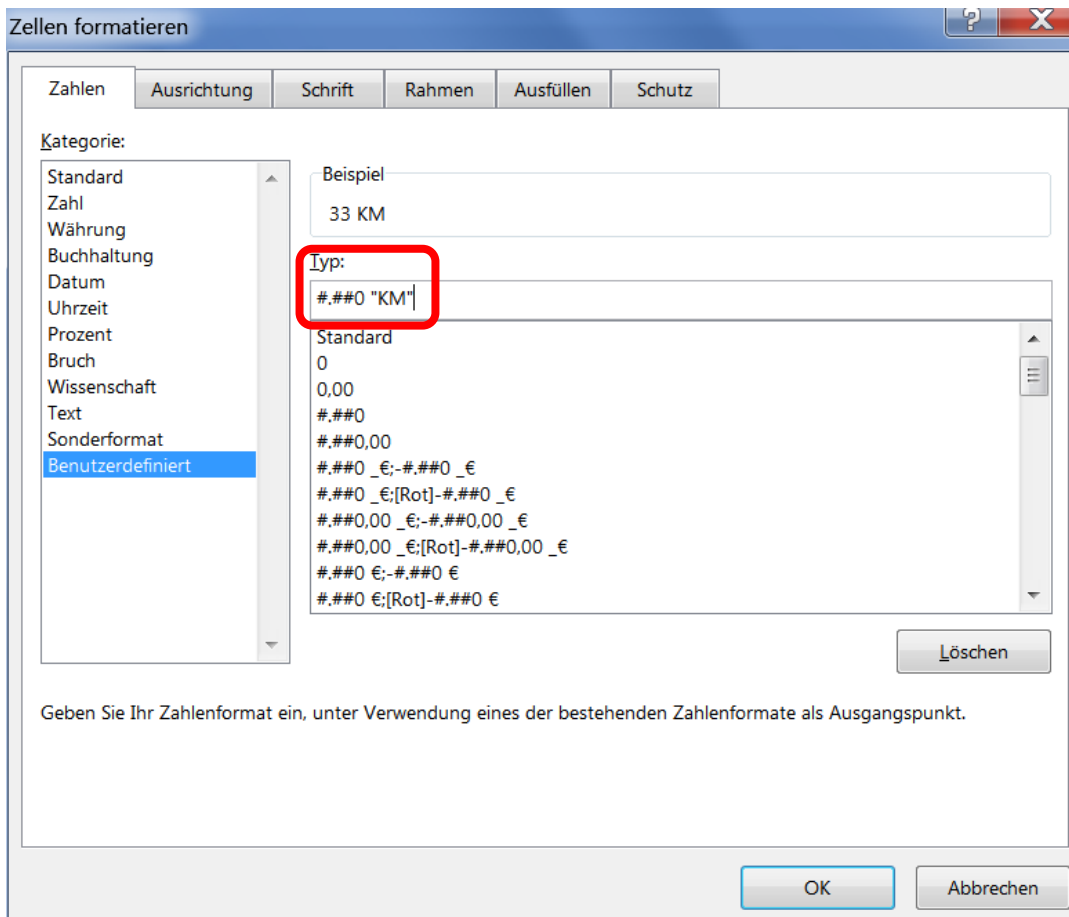 Zellen formatieren
Zahlen
Ausrichtung
Schrift
Rahmen
Ausfüllen
Schutz
Kategorie:
Standard
Zahl
Währung
Buchhaltung
Datum
Uhrzeit
Prozent
Bruch
Wissenschaft
Text
Sonderformat
Benutzerdefiniert
Beispiel
33 KM
Typ:
#.##0 "KM"
Standard
0
0,00
#.##0
#.##0,00
#.##0 _€;-#.##0 _€
#.##0 _€;[Rot]-#.##0 _€
#.##0,00 _€;-#.##0,00 _€
#.##0,00 _€;[Rot]-#.##0,00 _€
#.##0 €;-#.##0 €
#.##0 €;[Rot]-#.##0 €
Löschen
Geben Sie Ihr Zahlenformat ein, unter Verwendung eines der bestehenden Zahlenformate als Ausgangspunkt.
OK
Abbrechen